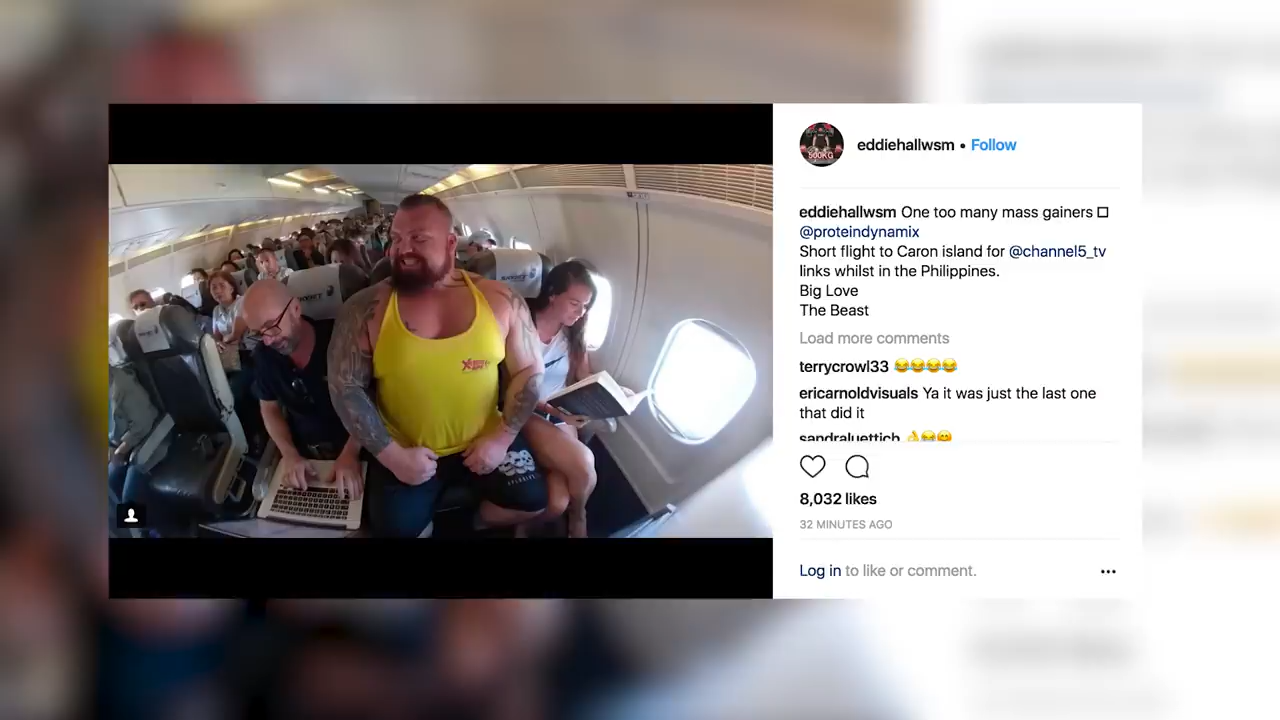 eddiehallwsm • Follow
eddiehallwsm One too many mass gainers □
@proteindynamix
Short flight to Caron island for @channel5_tv
links whilst in the Philippines.
Big Love
The Beast
Load more comments
terrycrowl33 😂😂😂😂
ericarnoldvisuals Ya it was just the last one
that did it
sandraluettich 👌😂😊
8,032 likes
32 MINUTES AGO
Log in to like or comment.
500KG